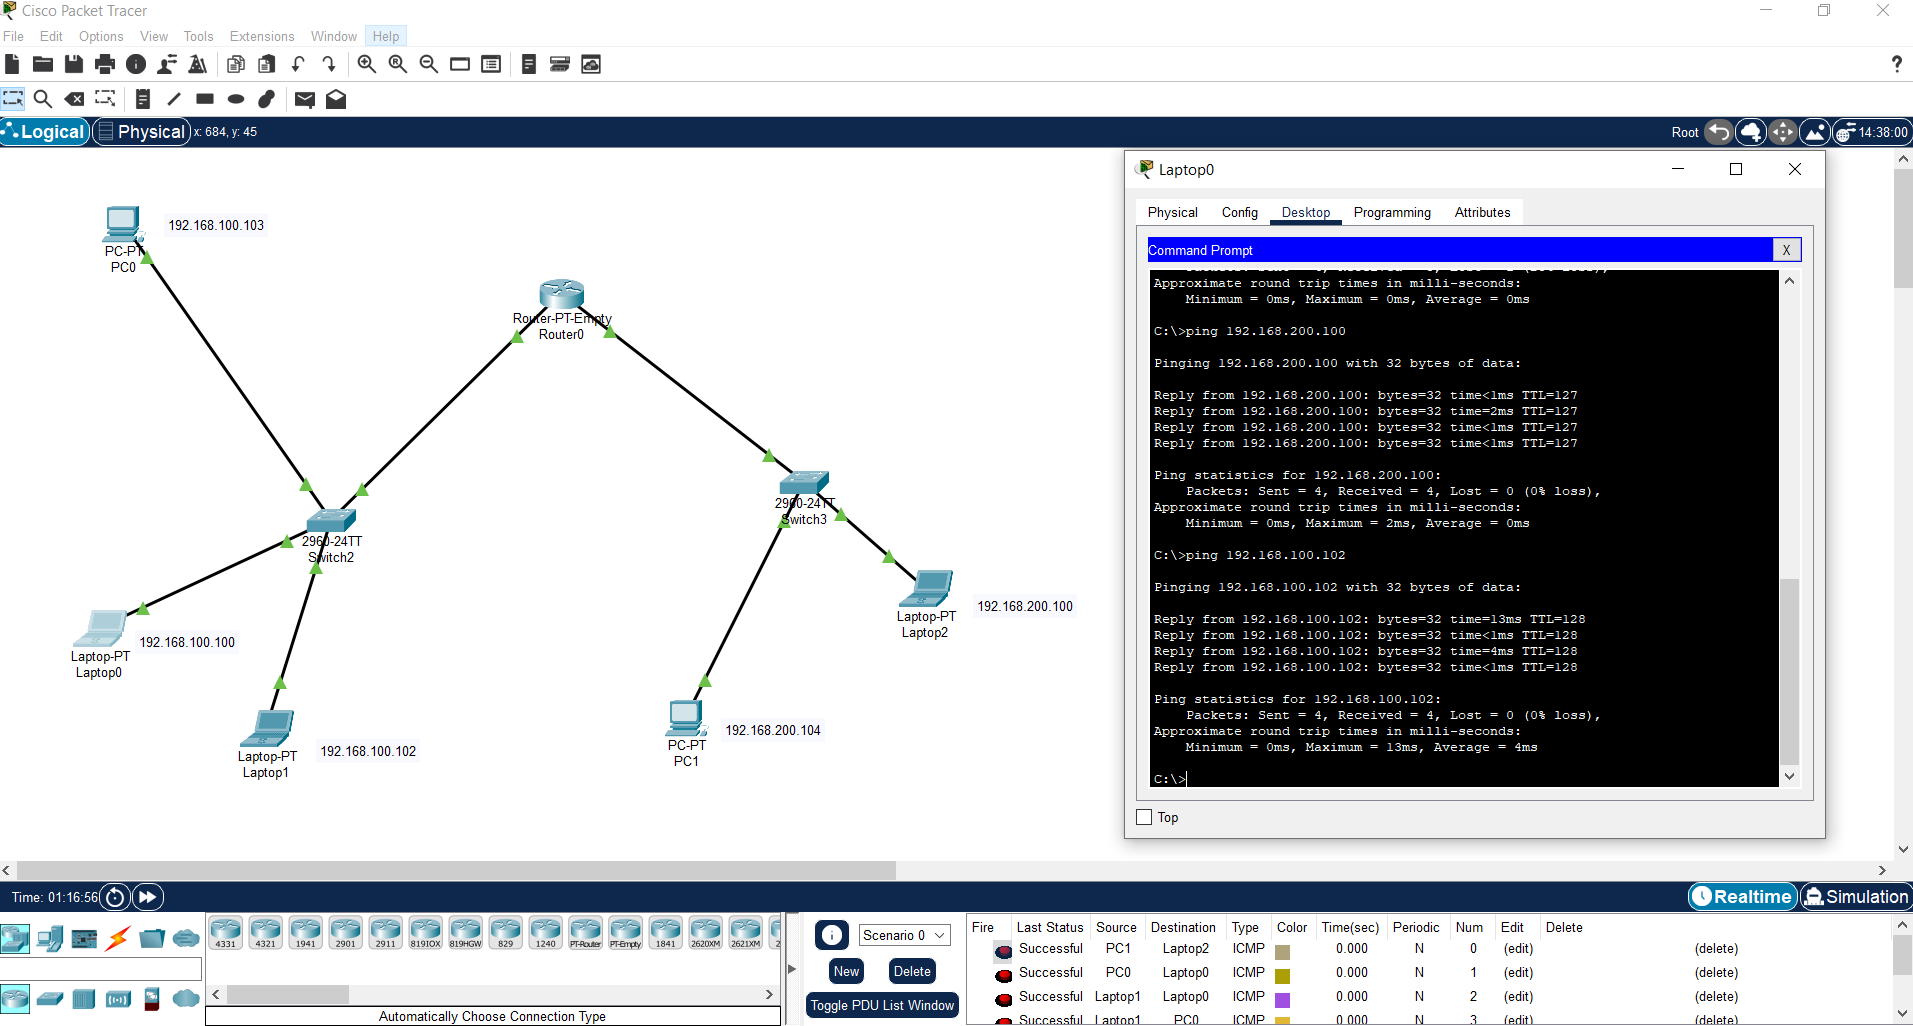 Cisco Packet Tracer
File Edit Options View Tools Extensions Window Help
?
Logical Physical x: 684, y: 45 Root 14:38:00
Laptop0
Physical Config Desktop Programming Attributes
Command Prompt X
Approximate round trip times in milli-seconds:
Minimum = 0ms, Maximum = 0ms, Average = 0ms
C:\>ping 192.168.200.100
Pinging 192.168.200.100 with 32 bytes of data:
Reply from 192.168.200.100: bytes=32 time<1ms TTL=127
Reply from 192.168.200.100: bytes=32 time=2ms TTL=127
Reply from 192.168.200.100: bytes=32 time<1ms TTL=127
Reply from 192.168.200.100: bytes=32 time<1ms TTL=127
Ping statistics for 192.168.200.100:
Packets: Sent = 4, Received = 4, Lost = 0 (0% loss),
Approximate round trip times in milli-seconds:
Minimum = 0ms, Maximum = 2ms, Average = 0ms
C:\>ping 192.168.100.102
Pinging 192.168.100.102 with 32 bytes of data:
Reply from 192.168.100.102: bytes=32 time=13ms TTL=128
Reply from 192.168.100.102: bytes=32 time<1ms TTL=128
Reply from 192.168.100.102: bytes=32 time=4ms TTL=128
Reply from 192.168.100.102: bytes=32 time<1ms TTL=128
Ping statistics for 192.168.100.102:
Packets: Sent = 4, Received = 4, Lost = 0 (0% loss),
Approximate round trip times in milli-seconds:
Minimum = 0ms, Maximum = 13ms, Average = 4ms
C:\>
Top
192.168.100.103
PC-PT
PC0
Router-PT-Empty
Router0
2960-24TT
Switch2
2960-24TT
Switch3
192.168.100.100
Laptop-PT
Laptop0
192.168.100.102
Laptop-PT
Laptop1
192.168.200.100
Laptop-PT
Laptop2
192.168.200.104
PC-PT
PC1
Time: 01:16:56 Realtime Simulation
4331 4321 1941 2901 2911 819IOX 819HGW 829 1240 PT-Router PT-Empty 1841 2620XM 2621XM 2
Automatically Choose Connection Type
Scenario 0
New Delete
Toggle PDU List Window
Fire Last Status Source Destination Type Color Time(sec) Periodic Num Edit Delete
Successful PC1 Laptop2 ICMP 0.000 N 0 (edit) (delete)
Successful PC0 Laptop0 ICMP 0.000 N 1 (edit) (delete)
Successful Laptop1 Laptop0 ICMP 0.000 N 2 (edit) (delete)
Successful Laptop1 PC0 ICMP 0.000 N 3 (edit) (delete)